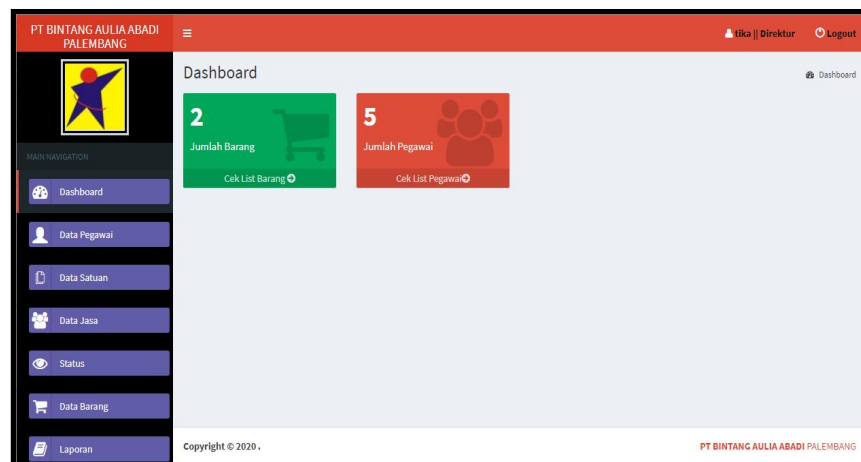 PT BINTANG AULIA ABADI
PALEMBANG
tika || Direktur
Logout
MAIN NAVIGATION
Dashboard
Data Pegawai
Data Satuan
Data Jasa
Status
Data Barang
Laporan
Dashboard
Dashboard
2
Jumlah Barang
Cek List Barang
5
Jumlah Pegawai
Cek List Pegawai
Copyright © 2020 .
PT BINTANG AULIA ABADI PALEMBANG